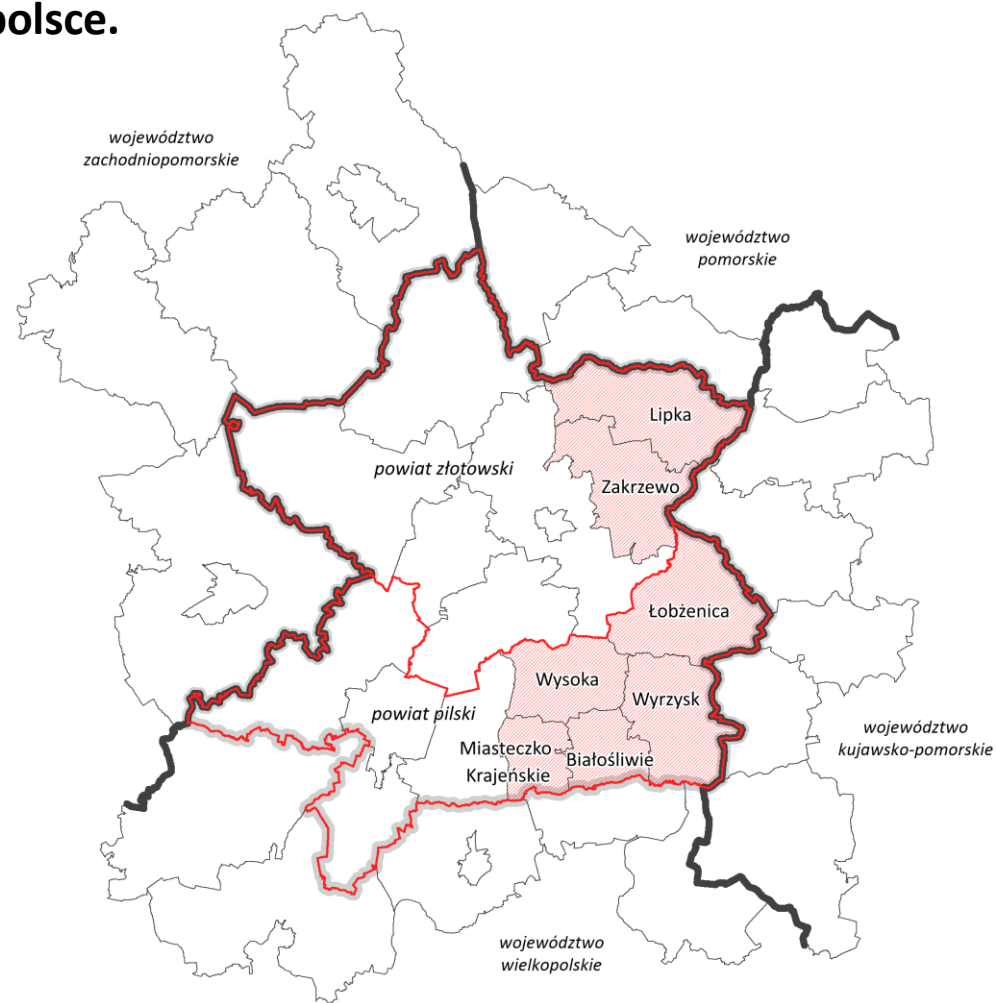 polsce.
województwo
zachodniopomorskie
województwo
pomorskie
Lipka
powiat złotowski
Zakrzewo
Łobżenica
Wysoka
Wyrzysk
powiat pilski
województwo
kujawsko-pomorskie
Miasteczko
Krajeńskie
Białośliwie
województwo
wielkopolskie